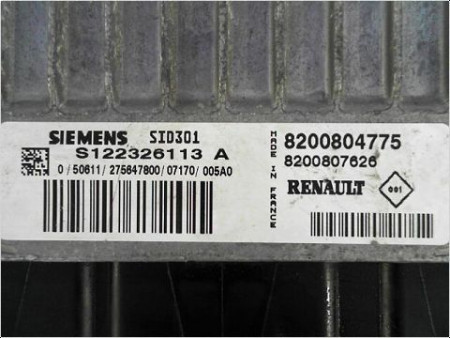 SIEMENS SID301
S122326113 A
0/50611/275647800/07170/005A0
MADE IN FRANCE
8200804775
8200807626
RENAULT
001